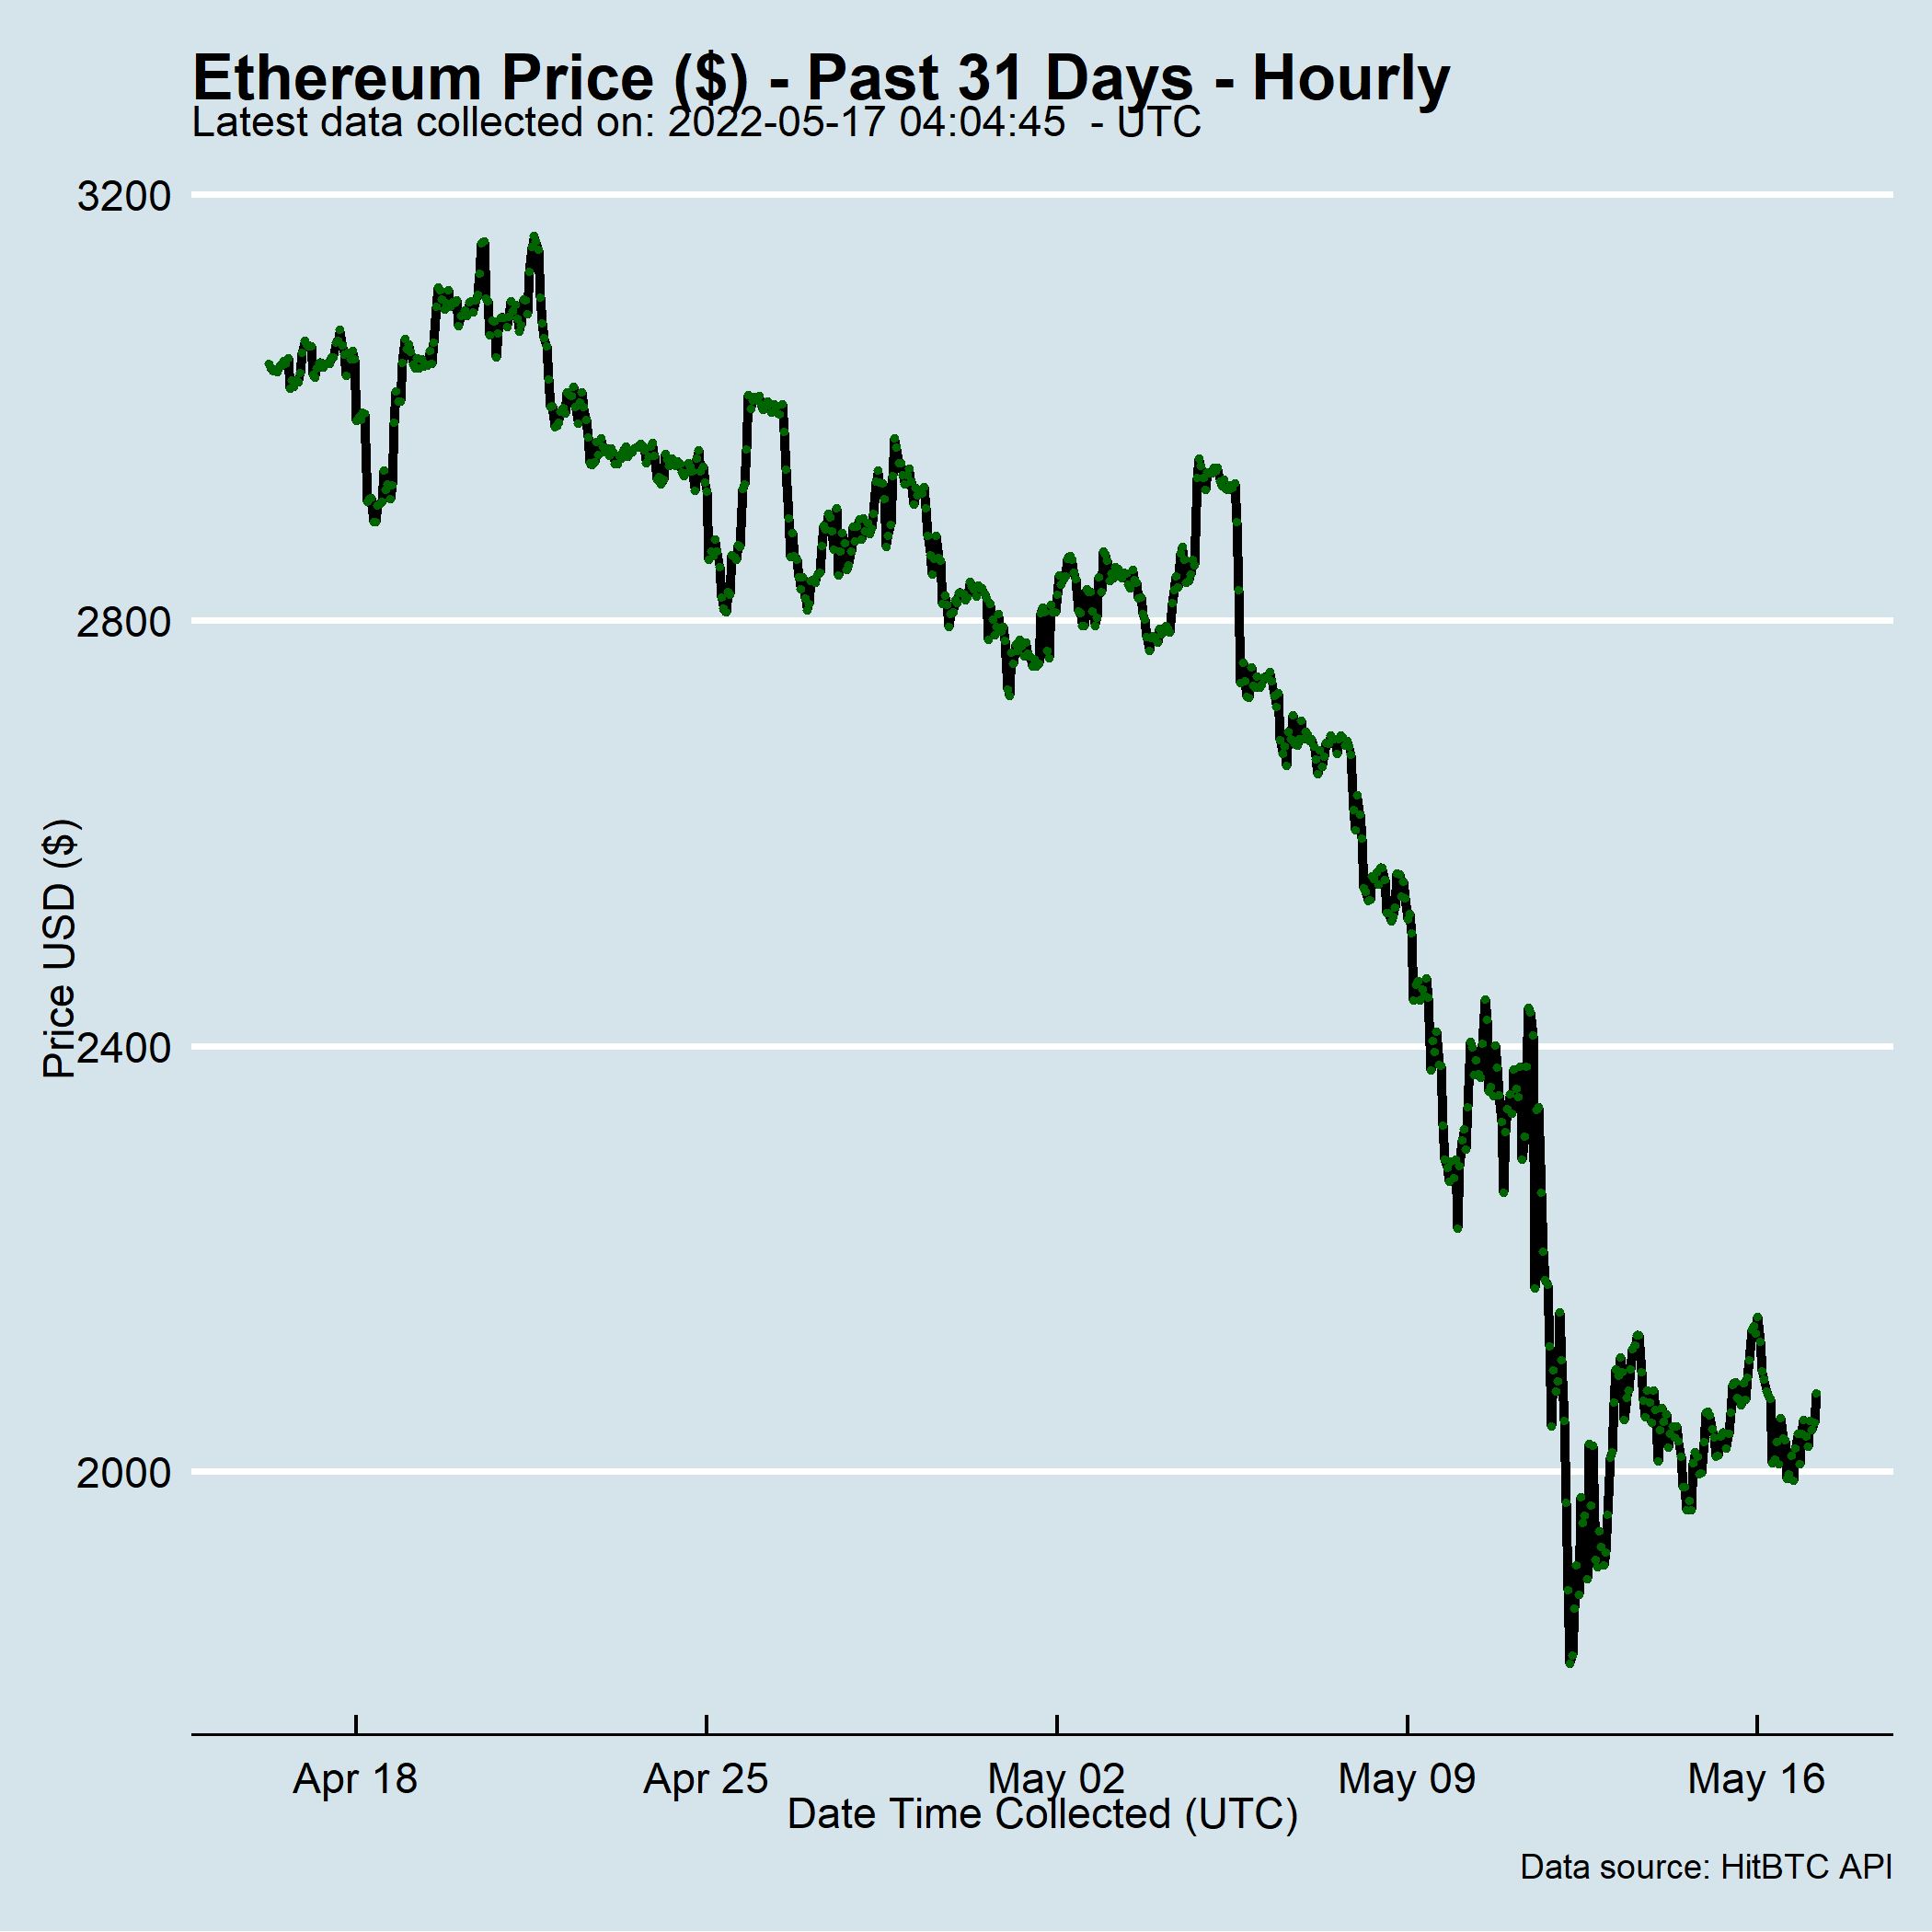 Ethereum Price ($) - Past 31 Days - Hourly
Latest data collected on: 2022-05-17 04:04:45  - UTC
3200
2800
2400
2000
Price USD ($)
Apr 18
Apr 25
May 02
May 09
May 16
Date Time Collected (UTC)
Data source: HitBTC API